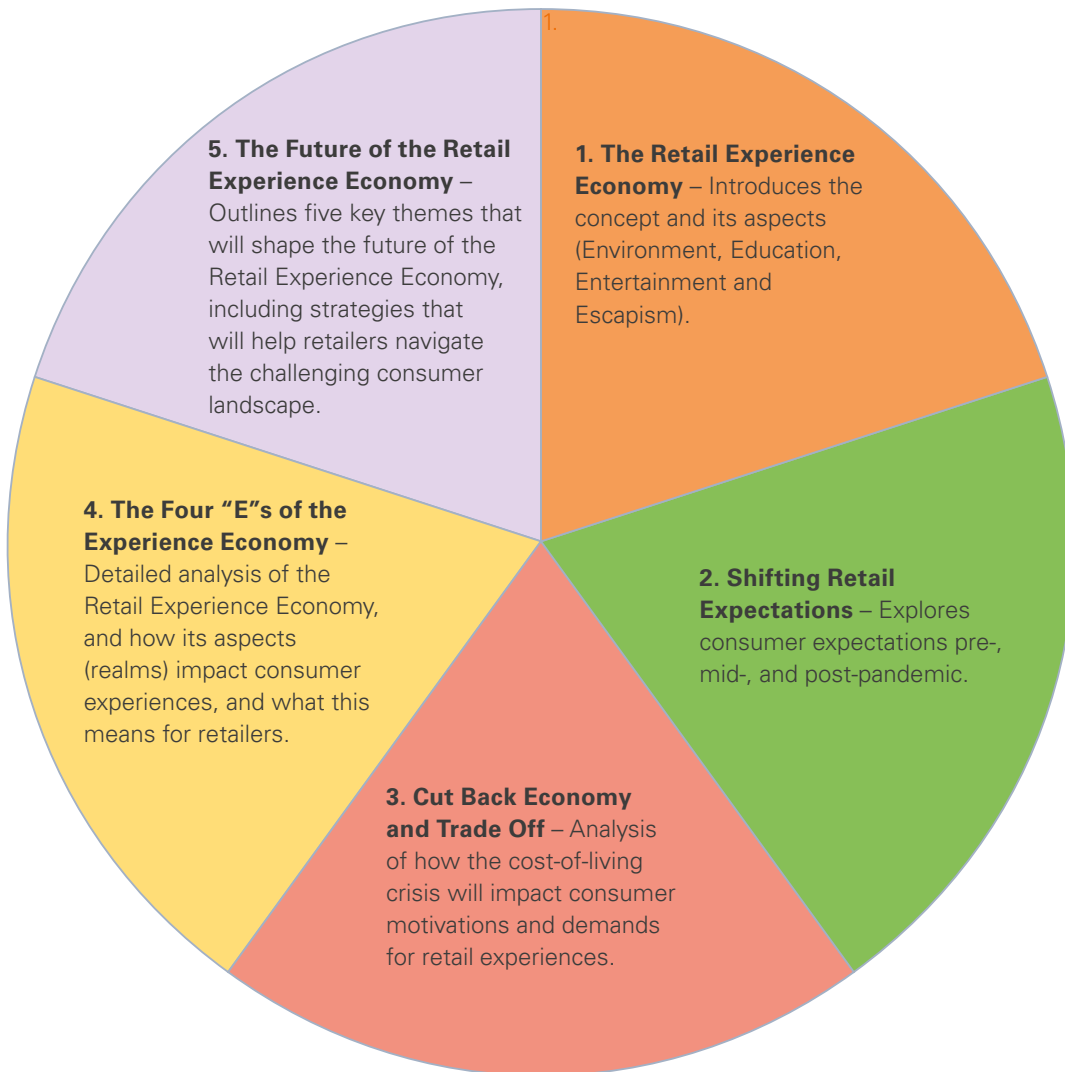 1.
1. The Retail Experience
Economy – Introduces the
concept and its aspects
(Environment, Education,
Entertainment and
Escapism).
2. Shifting Retail
Expectations – Explores
consumer expectations pre-,
mid-, and post-pandemic.
3. Cut Back Economy
and Trade Off – Analysis
of how the cost-of-living
crisis will impact consumer
motivations and demands
for retail experiences.
4. The Four “E”s of the
Experience Economy –
Detailed analysis of the
Retail Experience Economy,
and how its aspects
(realms) impact consumer
experiences, and what this
means for retailers.
5. The Future of the Retail
Experience Economy –
Outlines five key themes that
will shape the future of the
Retail Experience Economy,
including strategies that
will help retailers navigate
the challenging consumer
landscape.